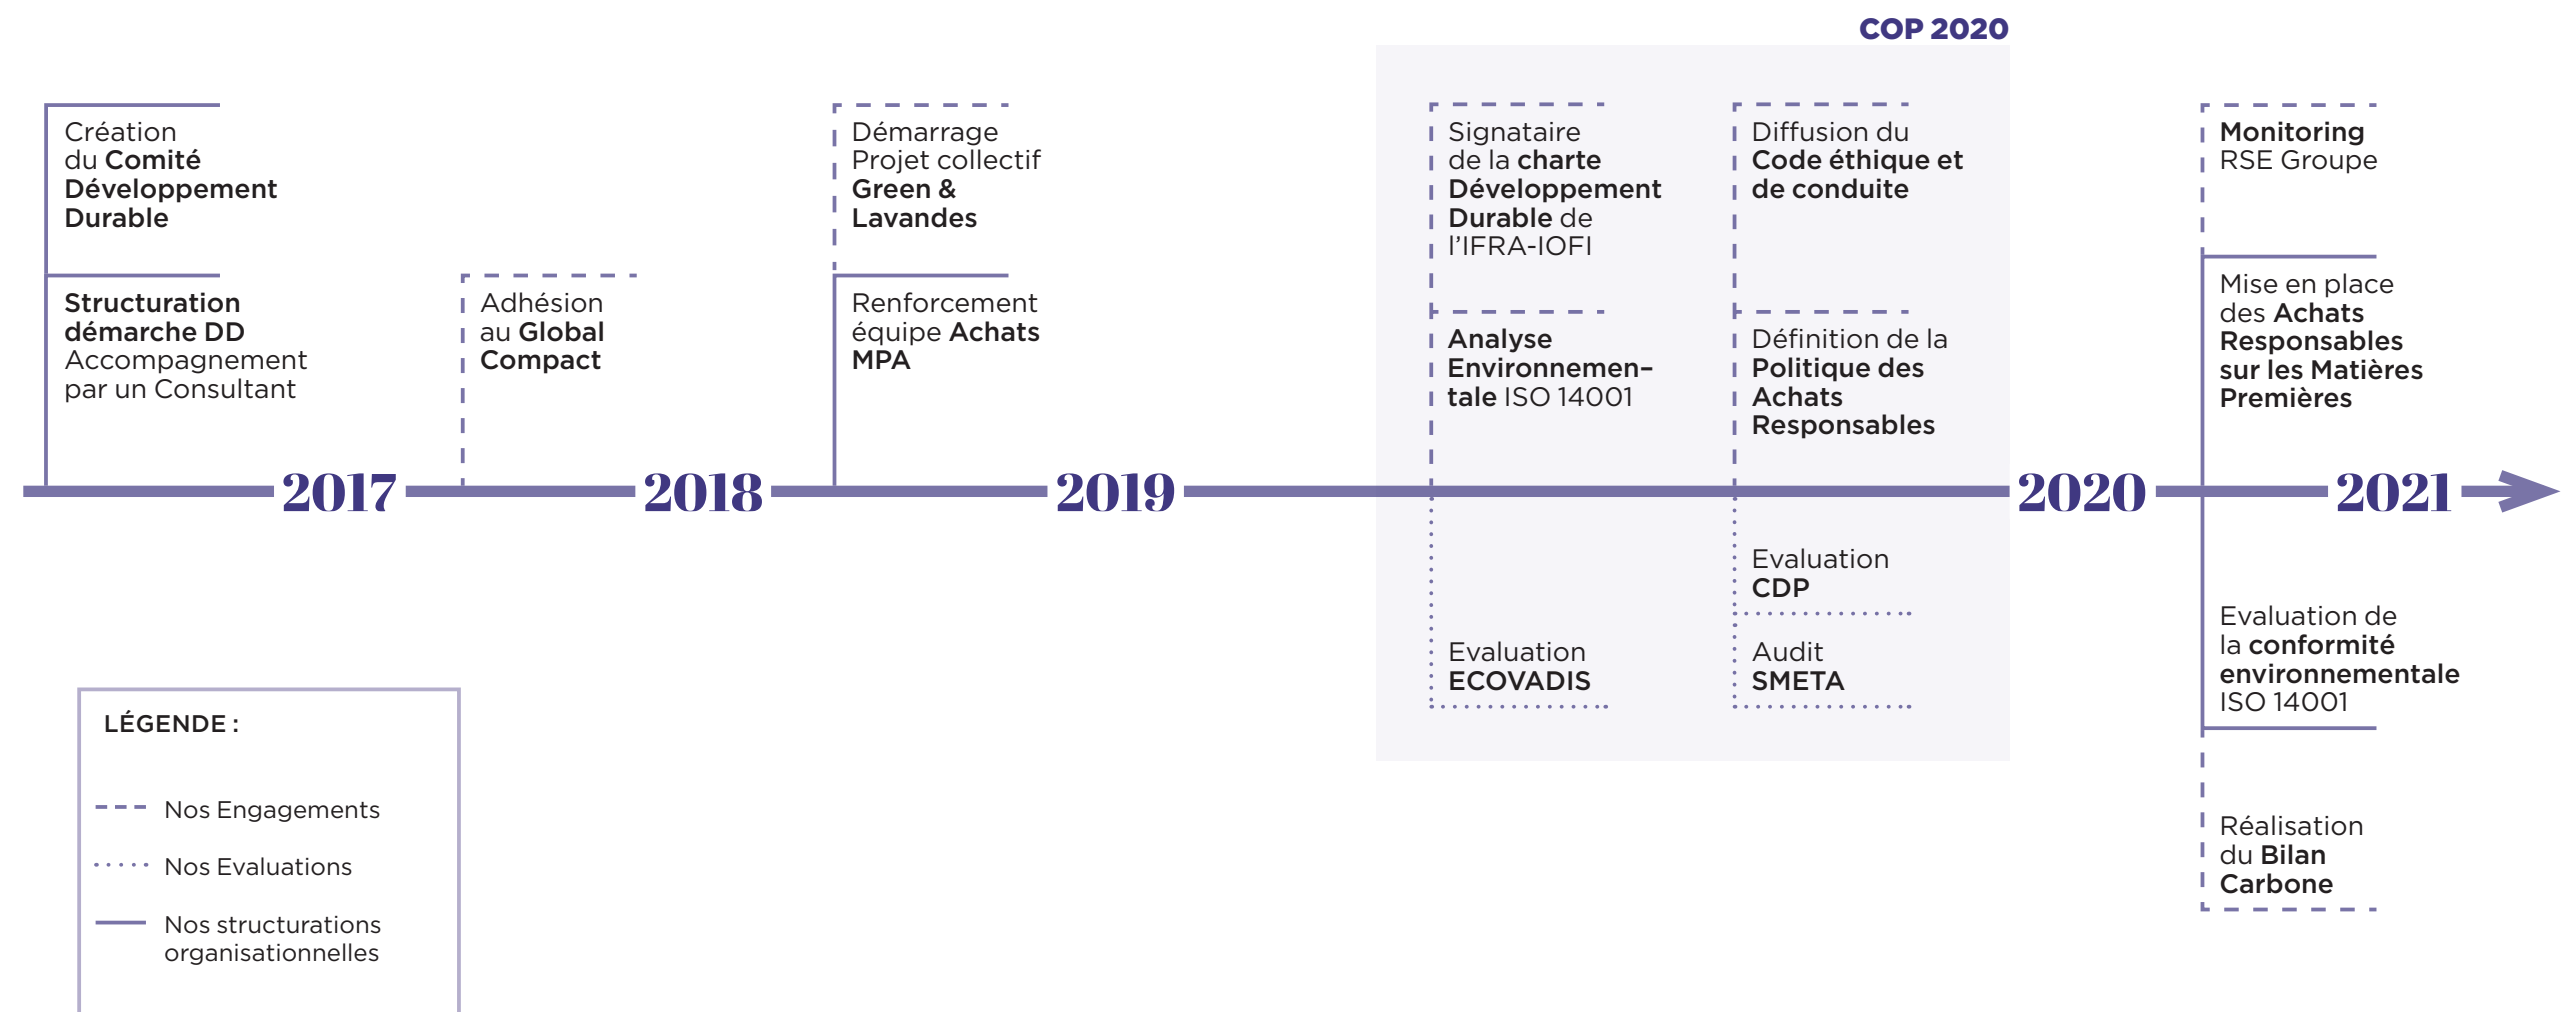 COP 2020
Création
du Comité
Développement
Durable
Structuration
démarche DD
Accompagnement
par un Consultant
Adhésion
au Global
Compact
Démarrage
Projet collectif
Green &
Lavandes
Renforcement
équipe Achats
MPA
Signataire
de la charte
Développement
Durable de
l'IFRA-IOFI
Analyse
Environnemen-
tale ISO 14001
Diffusion du
Code éthique et
de conduite
Définition de la
Politique des
Achats
Responsables
Monitoring
RSE Groupe
Mise en place
des Achats
Responsables
sur les Matières
Premières
2017
2018
2019
2020
2021
Evaluation
ECOVADIS
Evaluation
CDP
Audit
SMETA
Evaluation de
la conformité
environnementale
ISO 14001
Réalisation
du Bilan
Carbone
LÉGENDE :
Nos Engagements
Nos Evaluations
Nos structurations
organisationnelles